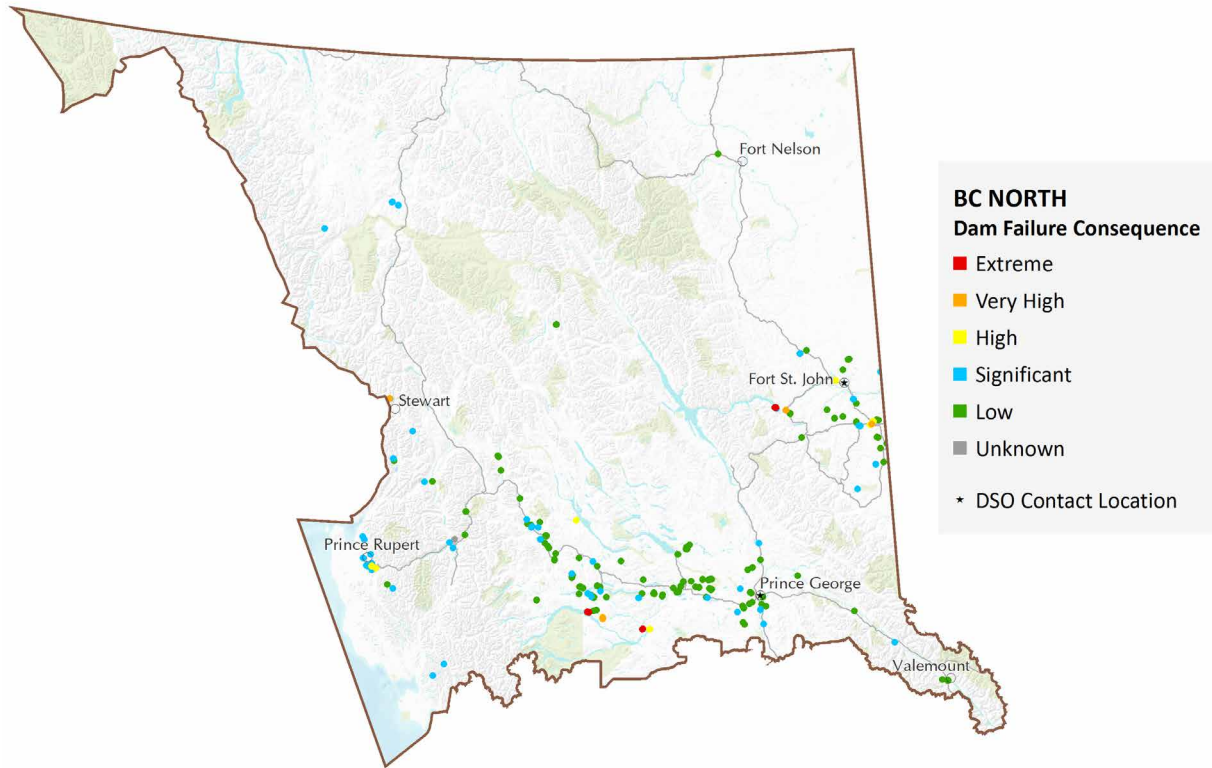 Fort Nelson
BC NORTH
Dam Failure Consequence
Extreme
Very High
High
Significant
Low
Unknown
DSO Contact Location
Fort St. John
Stewart
Prince Rupert
Prince George
Valemount